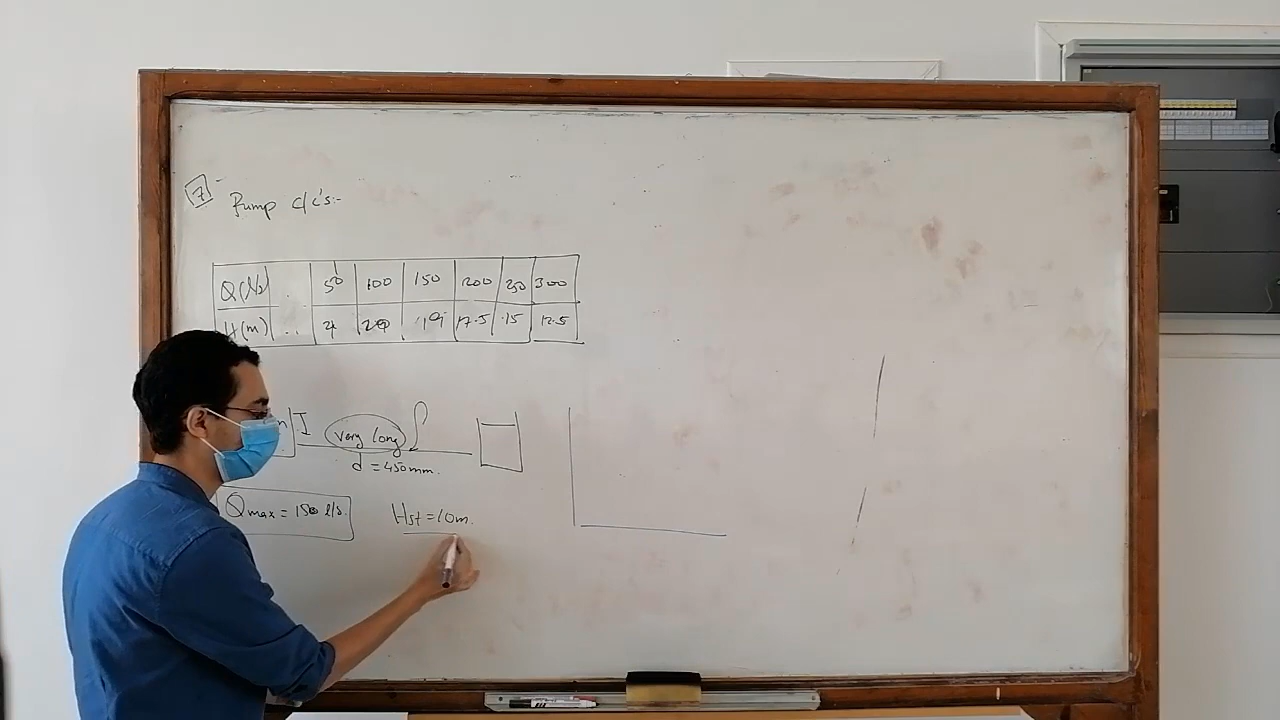 7 Pump c/c's:-
Q(l/s) . 50 100 150 200 250 300
H(m) .. 20 19 17.5 15 12.5
I very long
d = 450mm.
Qmax = 150 l/s. Hst = 10m.